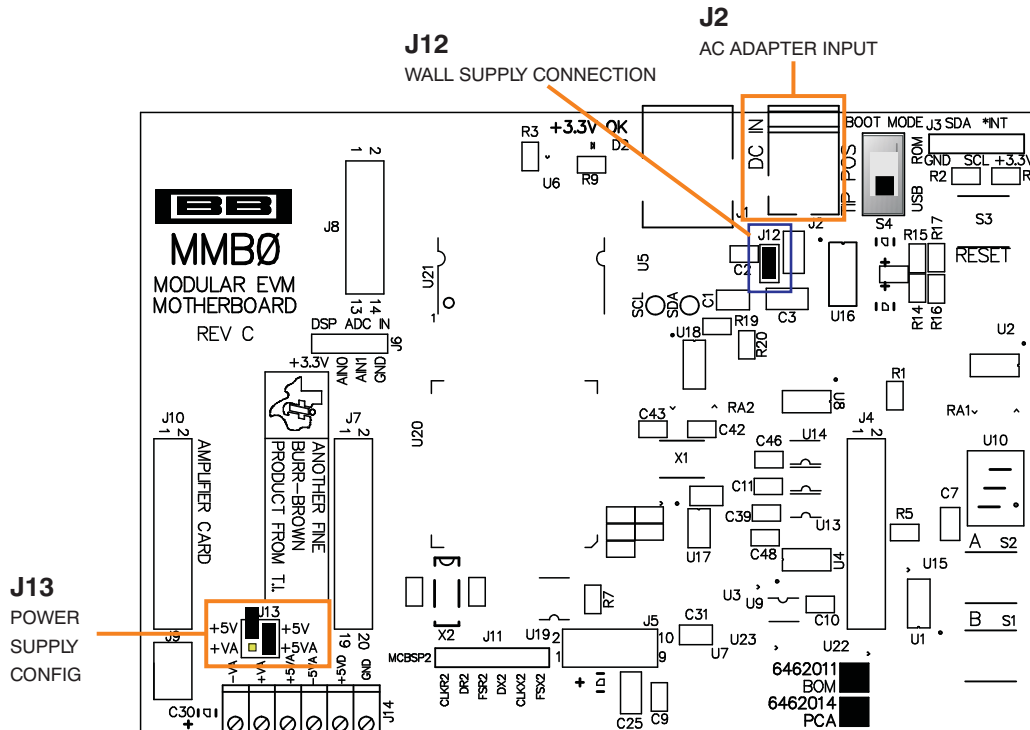 J2
AC ADAPTER INPUT
J12
WALL SUPPLY CONNECTION
+3.3V OK
D2
R3
U6
R9
DC IN
TIP POS
J1
J2
BOOT MODE
ROM
USB
S4
J3 SDA *INT
GND SCL +3.3V
R2
R
S3
RESET
BB
MMBØ
MODULAR EVM
MOTHERBOARD
REV C
1 2
J8
13 14
DSP ADC IN
J6
+3.3V
AIN0
AIN1
GND
U21
1
U5
J12
C2
C1
C3
SCL
SDA
U16
R15
R17
R14
R16
R19
R20
U18
U2
R1
U8
RA2
RA1
C43
C42
X1
U20
U17
C46
U14
C11
C39
U13
C48
U4
J4
1 2
R5
C7
U10
A S2
B S1
U15
U1
U3
U9
C10
U22
U23
J10
1 2
AMPLIFIER CARD
ANOTHER FINE
BURR-BROWN
PRODUCT FROM T.I.
J7
1 2
19 20
J13
POWER
SUPPLY
CONFIG
J13
+5V +5V
+VA +5VA
J9
-VA
+VA
+5VA
-5VA
+5VD
GND
J14
C30
+
X2
J11
MCBSP2
CLKR2
DR2
FSR2
DX2
CLKX2
FSX2
U19
R7
J5
2 10
1 9
C31
U7
+
C25
C9
6462011
BOM
6462014
PCA